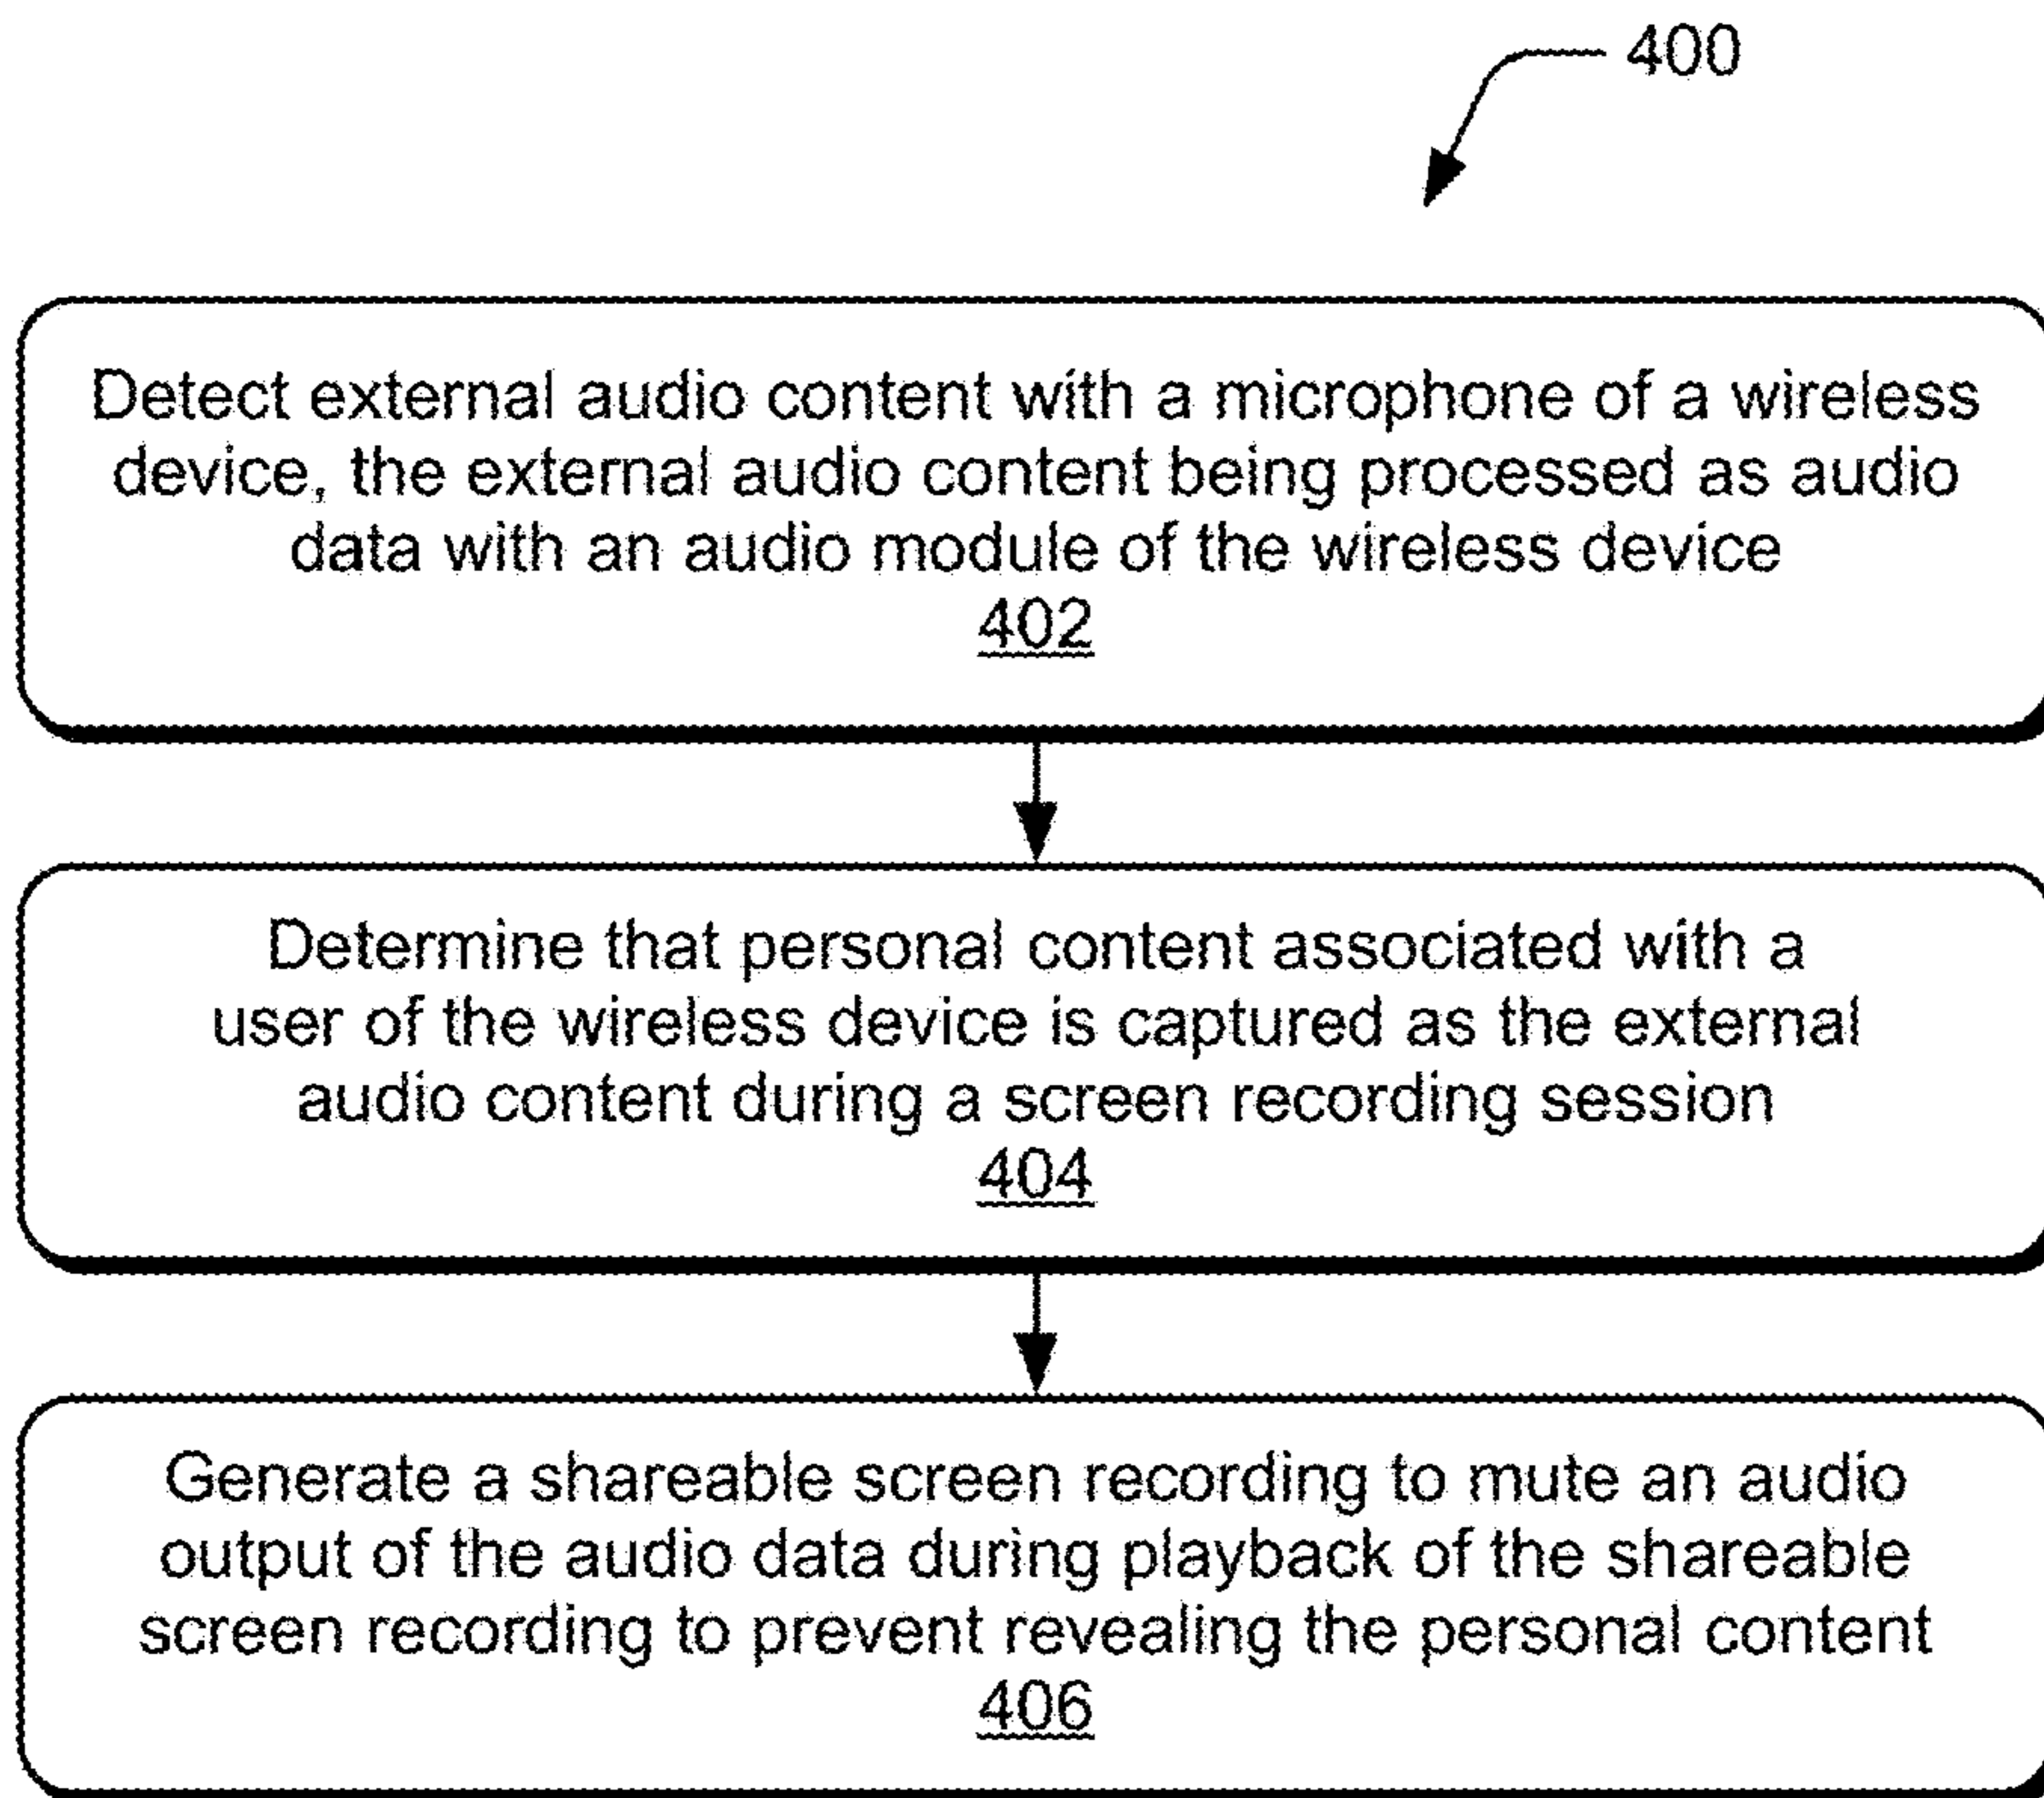 400
Detect external audio content with a microphone of a wireless
device, the external audio content being processed as audio
data with an audio module of the wireless device
402
Determine that personal content associated with a
user of the wireless device is captured as the external
audio content during a screen recording session
404
Generate a shareable screen recording to mute an audio
output of the audio data during playback of the shareable
screen recording to prevent revealing the personal content
406